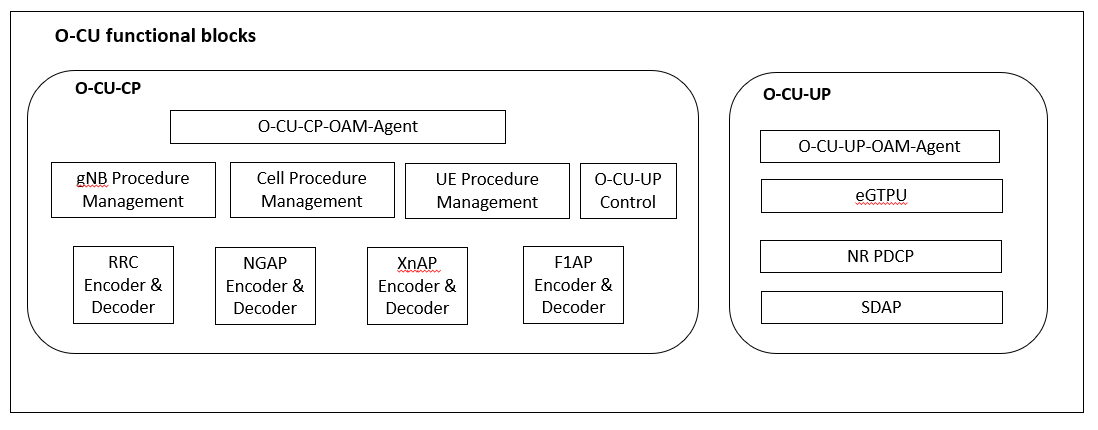 O-CU functional blocks
O-CU-CP
O-CU-CP-OAM-Agent
gNB Procedure
Management
Cell Procedure
Management
UE Procedure
Management
O-CU-UP
Control
RRC
Encoder &
Decoder
NGAP
Encoder &
Decoder
XnAP
Encoder &
Decoder
F1AP
Encoder &
Decoder
O-CU-UP
O-CU-UP-OAM-Agent
eGTPU
NR PDCP
SDAP